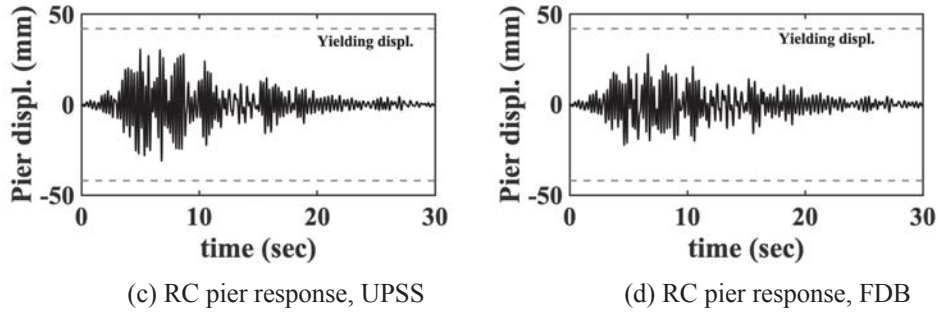 50
Yielding displ.
0
-50
Pier displ. (mm)
0 10 20 30
time (sec)
(c) RC pier response, UPSS
50
Yielding displ.
0
-50
Pier displ. (mm)
0 10 20 30
time (sec)
(d) RC pier response, FDB